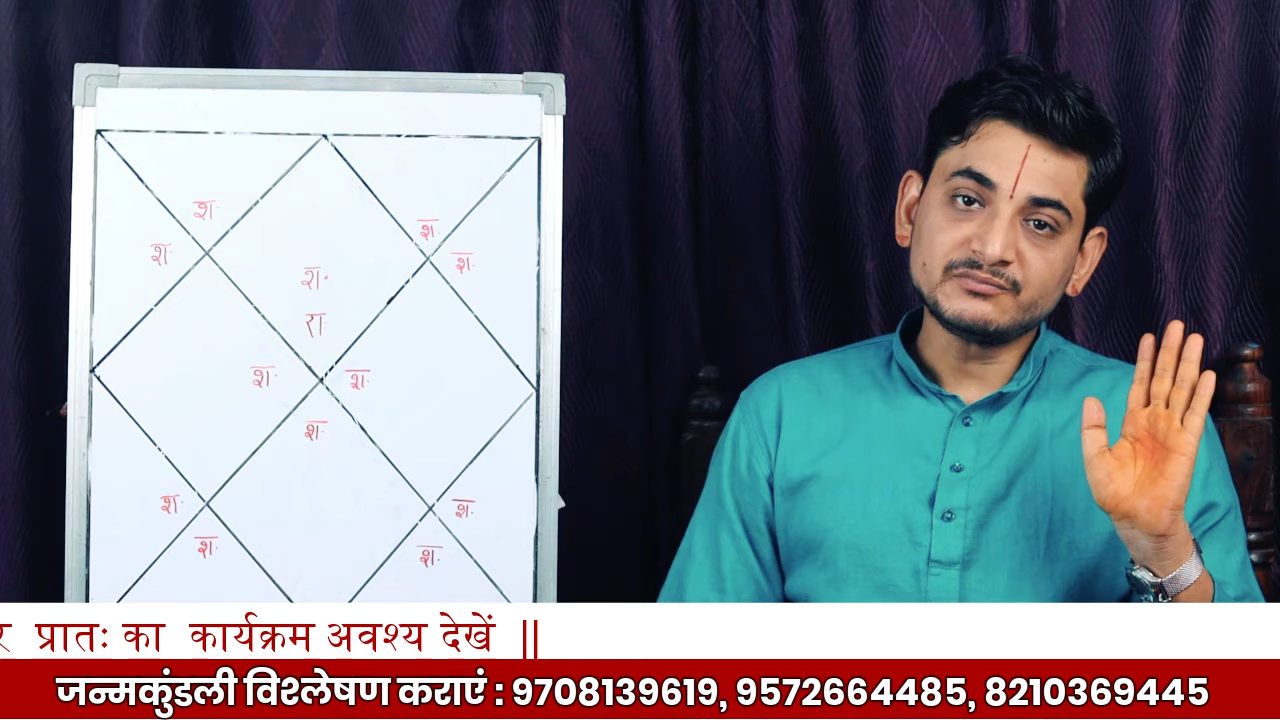 श.
श.
श.
श.
श.
रा
श.
श.
श.
श.
श.
श.
श.
र प्रातः का कार्यक्रम अवश्य देखें ||
जन्मकुंडली विश्लेषण कराएं : 9708139619, 9572664485, 8210369445